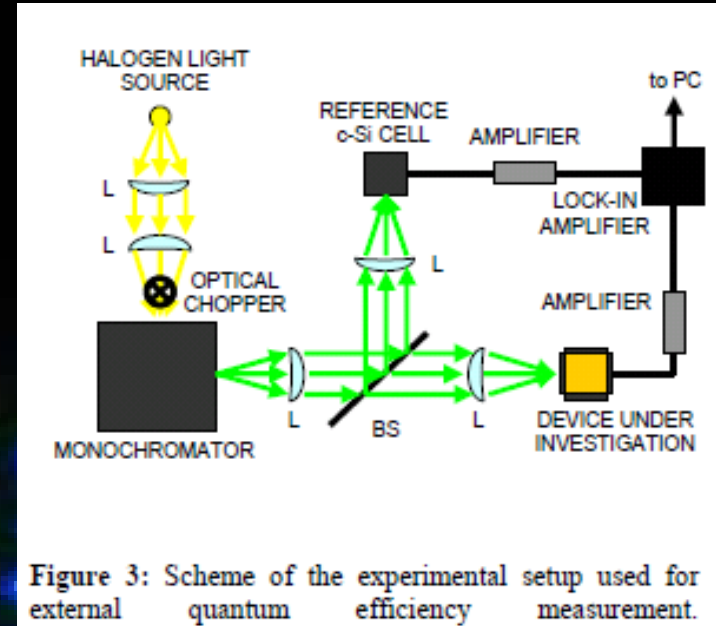 HALOGEN LIGHT
SOURCE
to PC
REFERENCE
c-Si CELL
AMPLIFIER
L
LOCK-IN
AMPLIFIER
L
L
OPTICAL
CHOPPER
AMPLIFIER
L
BS
L
DEVICE UNDER
INVESTIGATION
MONOCHROMATOR
Figure 3: Scheme of the experimental setup used for
external quantum efficiency measurement.